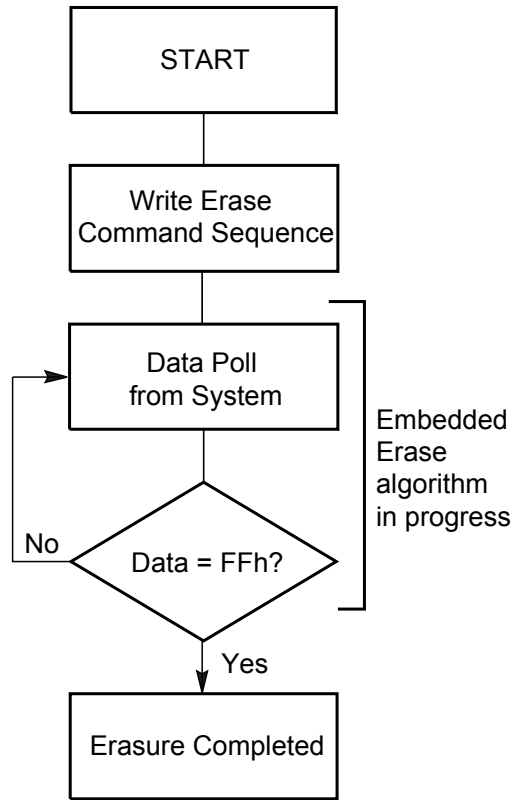 START
Write Erase
Command Sequence
Data Poll
from System
Embedded
Erase
algorithm
in progress
No
Data = FFh?
Yes
Erasure Completed